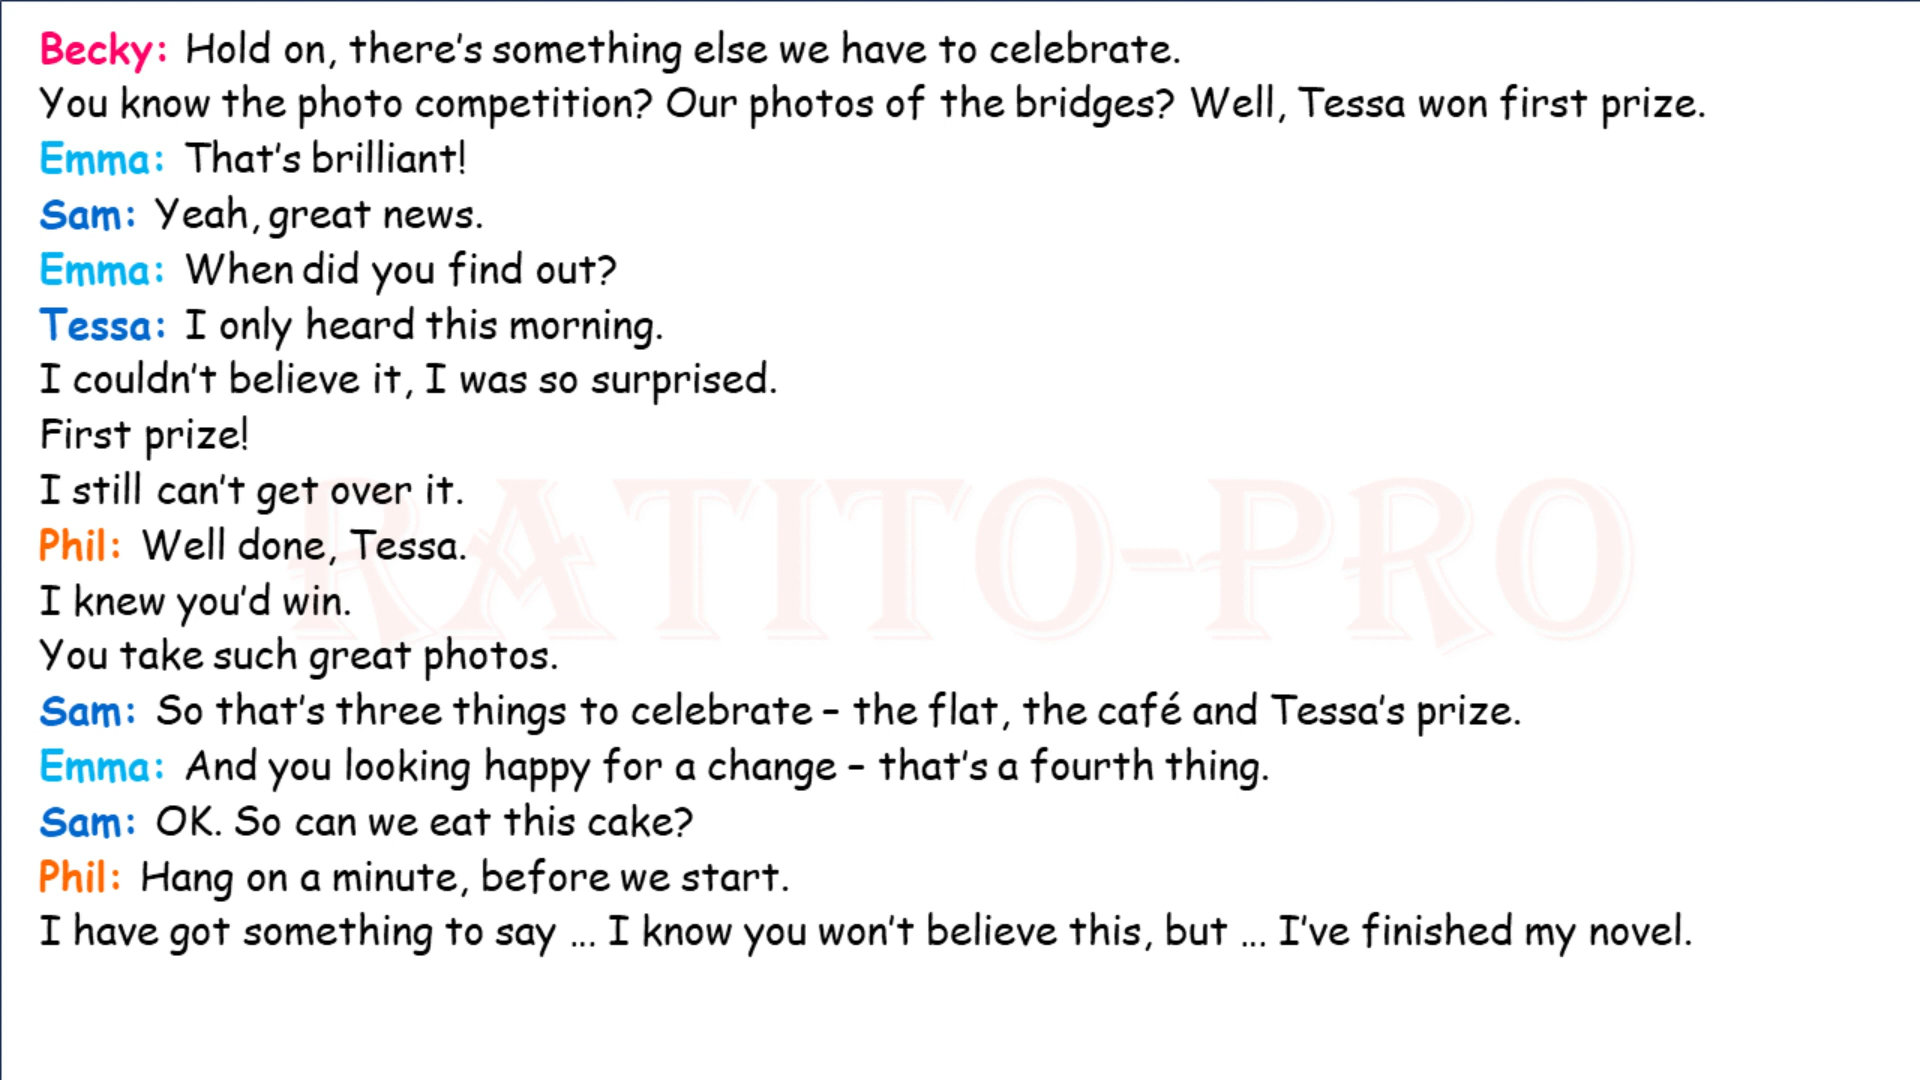 Becky: Hold on, there's something else we have to celebrate.
You know the photo competition? Our photos of the bridges? Well, Tessa won first prize.
Emma: That's brilliant!
Sam: Yeah, great news.
Emma: When did you find out?
Tessa: I only heard this morning.
I couldn't believe it, I was so surprised.
First prize!
I still can't get over it.
Phil: Well done, Tessa.
RATITO-PRO
I knew you'd win.
You take such great photos.
Sam: So that's three things to celebrate – the flat, the café and Tessa's prize.
Emma: And you looking happy for a change – that's a fourth thing.
Sam: OK. So can we eat this cake?
Phil: Hang on a minute, before we start.
I have got something to say ... I know you won't believe this, but ... I've finished my novel.